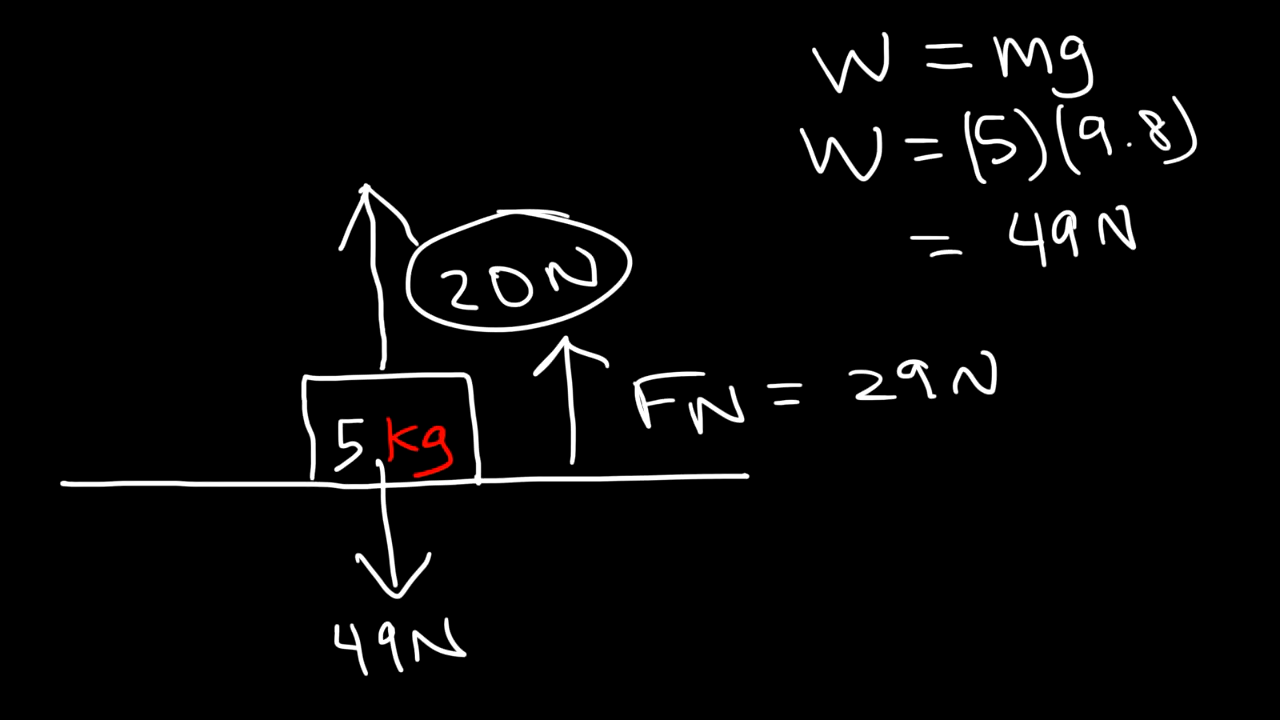 W = mg
W = (5)(9.8)
= 49N
20N
FN = 29N
5 kg
49N